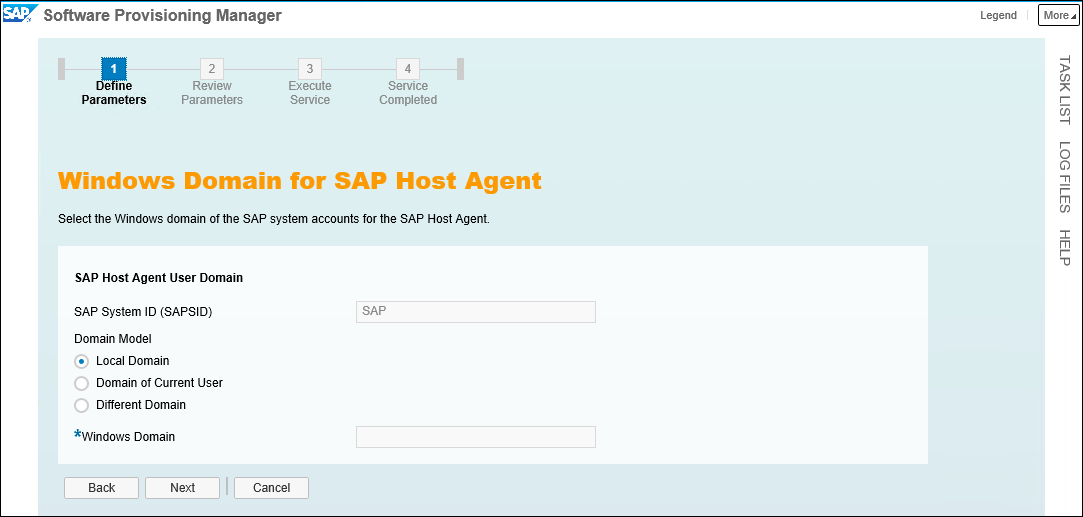 SAP Software Provisioning Manager
Legend
More
1
2
3
4
Define
Parameters
Review
Parameters
Execute
Service
Service
Completed
TASK LIST
LOG FILES
HELP
Windows Domain for SAP Host Agent
Select the Windows domain of the SAP system accounts for the SAP Host Agent.
SAP Host Agent User Domain
SAP System ID (SAPSID)
SAP
Domain Model
Local Domain
Domain of Current User
Different Domain
*Windows Domain
Back
Next
Cancel